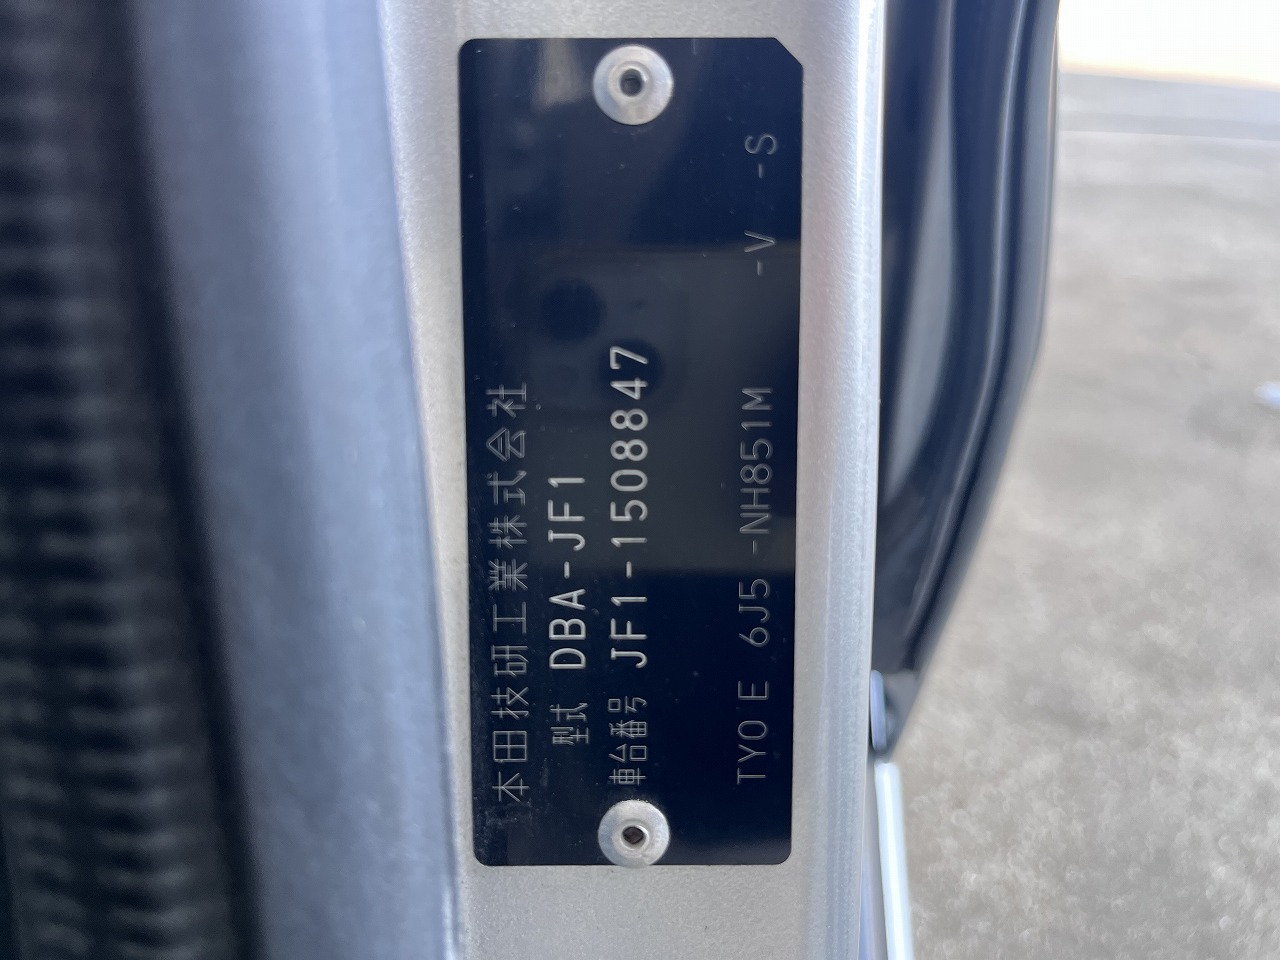 本田技研工業株式会社
型式 DBA-JF1
車台番号 JF1-1508847
TY0 E 6J5 -NH851M -V -S